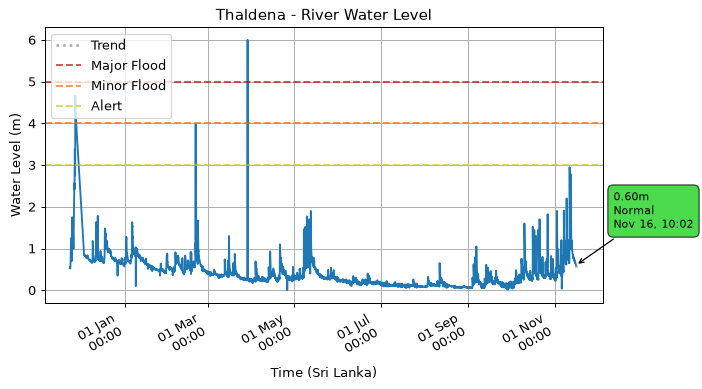 Thaldena - River Water Level
Water Level (m)
6
5
4
3
2
1
0
Trend
Major Flood
Minor Flood
Alert
0.60m
Normal
Nov 16, 10:02
01 Jan
00:00
01 Mar
00:00
01 May
00:00
01 Jul
00:00
01 Sep
00:00
01 Nov
00:00
Time (Sri Lanka)